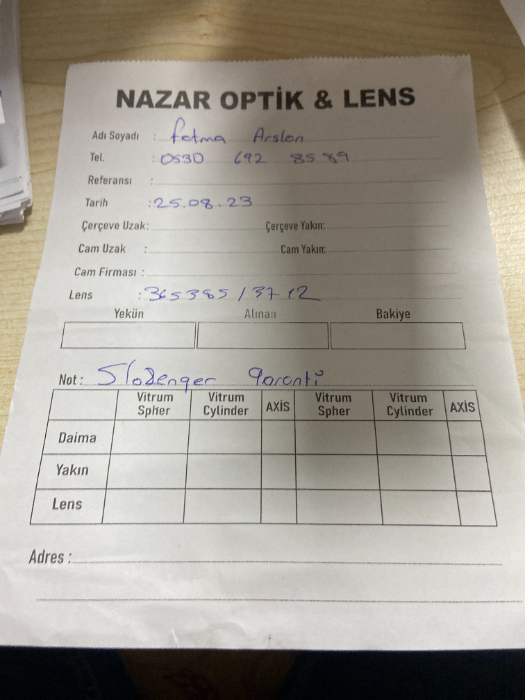 NAZAR OPTİK & LENS
Adı Soyadı : fatma Arslan
Tel. : 0530 692 85 89
Referansı :
Tarih : 25.08.23
Çerçeve Uzak: Çerçeve Yakın:
Cam Uzak : Cam Yakın:
Cam Firması :
Lens : 365385/37 12
Yekün Alınan Bakiye
Not: Slazenger garanti
Vitrum Spher Vitrum Cylinder AXİS Vitrum Spher Vitrum Cylinder AXİS
Daima
Yakın
Lens
Adres :